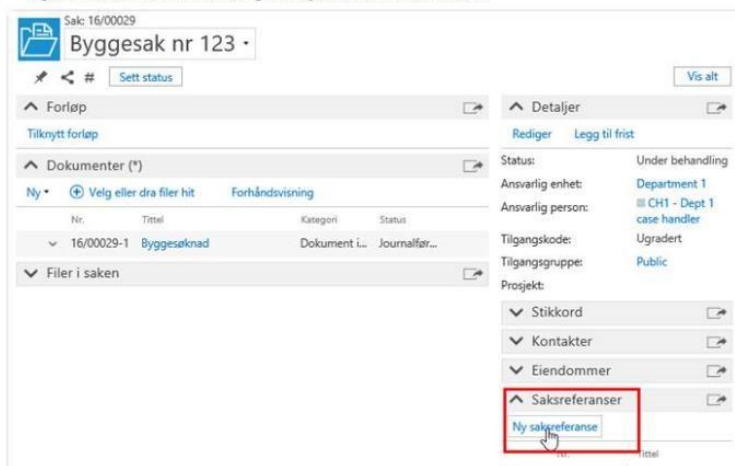 Sak: 16/00029
Byggesak nr 123
#
Sett status
Vis alt
Forløp
Tilknytt forløp
Dokumenter (*)
Ny
Velg eller dra filer hit
Forhåndsvisning
Nr.
Tittel
Kategori
Status
16/00029-1
Byggesøknad
Dokument i...
Journalfør...
Filer i saken
Detaljer
Rediger
Legg til frist
Status:
Under behandling
Ansvarlig enhet:
Department 1
Ansvarlig person:
CH1 - Dept 1
case handler
Tilgangskode:
Ugradert
Tilgangsgruppe:
Public
Prosjekt:
Stikkord
Kontakter
Eiendommer
Saksreferanser
Ny saksreferanse
Nr.
Tittel